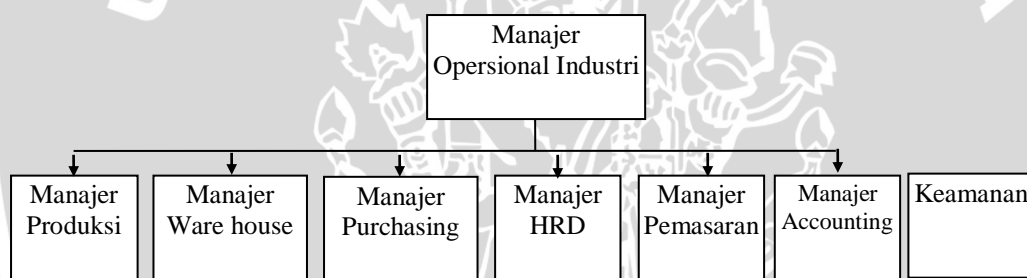 Manajer
Opersional Industri
Manajer
Produksi
Manajer
Ware house
Manajer
Purchasing
Manajer
HRD
Manajer
Pemasaran
Manajer
Accounting
Keamanan